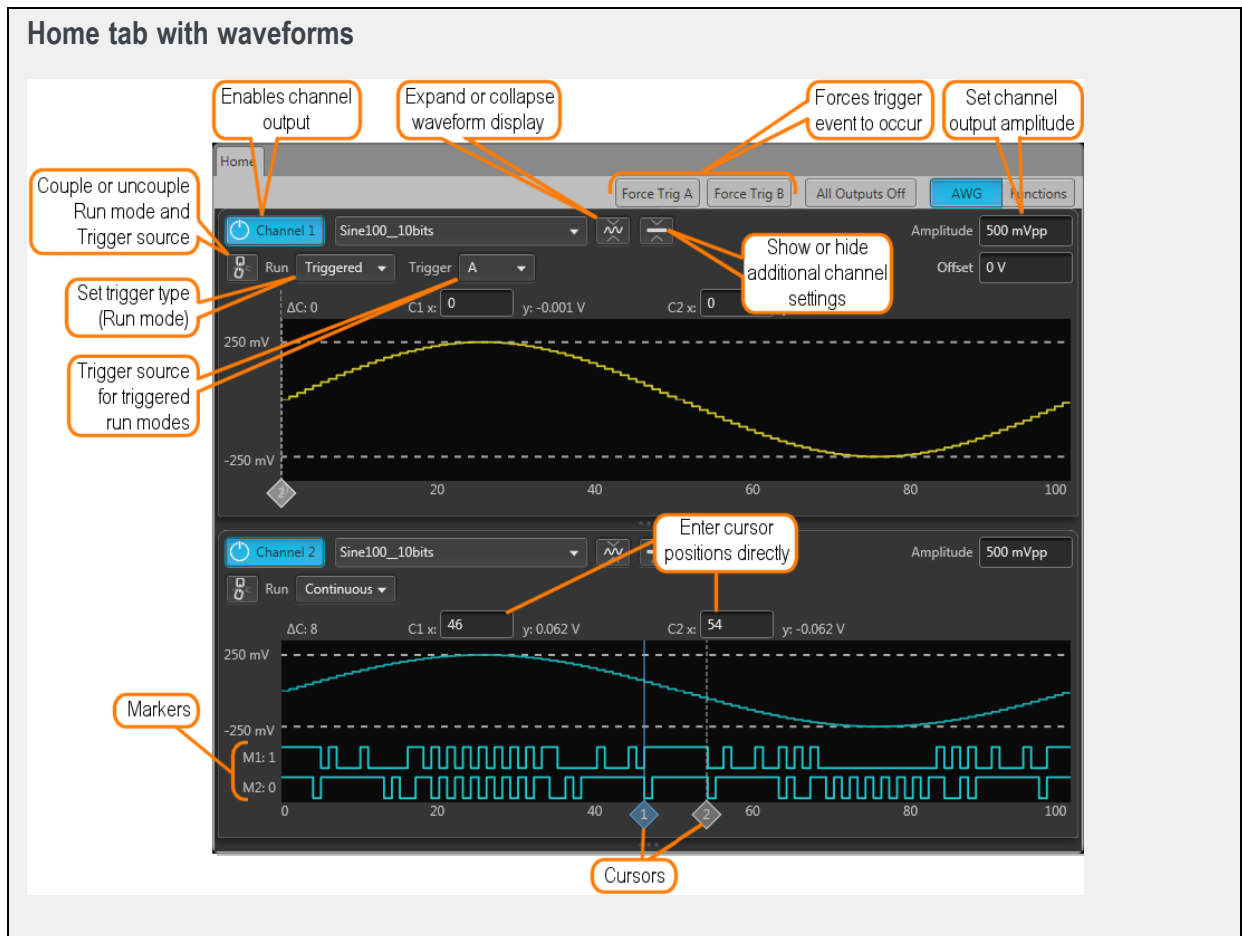 Home tab with waveforms
Enables channel
output
Expand or collapse
waveform display
Forces trigger
event to occur
Set channel
output amplitude
Home
Couple or uncouple
Run mode and
Trigger source
Force Trig A
Force Trig B
All Outputs Off
AWG
Functions
Channel 1
Sine100__10bits
Amplitude
500 mVpp
Show or hide
additional channel
settings
Run
Triggered
Trigger
A
Offset
0 V
Set trigger type
(Run mode)
ΔC: 0
C1 x:
0
y: -0.001 V
C2 x:
0
250 mV
Trigger source
for triggered
run modes
-250 mV
2
20
40
60
80
100
Enter cursor
positions directly
Channel 2
Sine100__10bits
Amplitude
500 mVpp
Run
Continuous
ΔC: 8
C1 x:
46
y: 0.062 V
C2 x:
54
y: -0.062 V
250 mV
Markers
-250 mV
M1: 1
M2: 0
0
20
40
1
2
60
80
100
Cursors